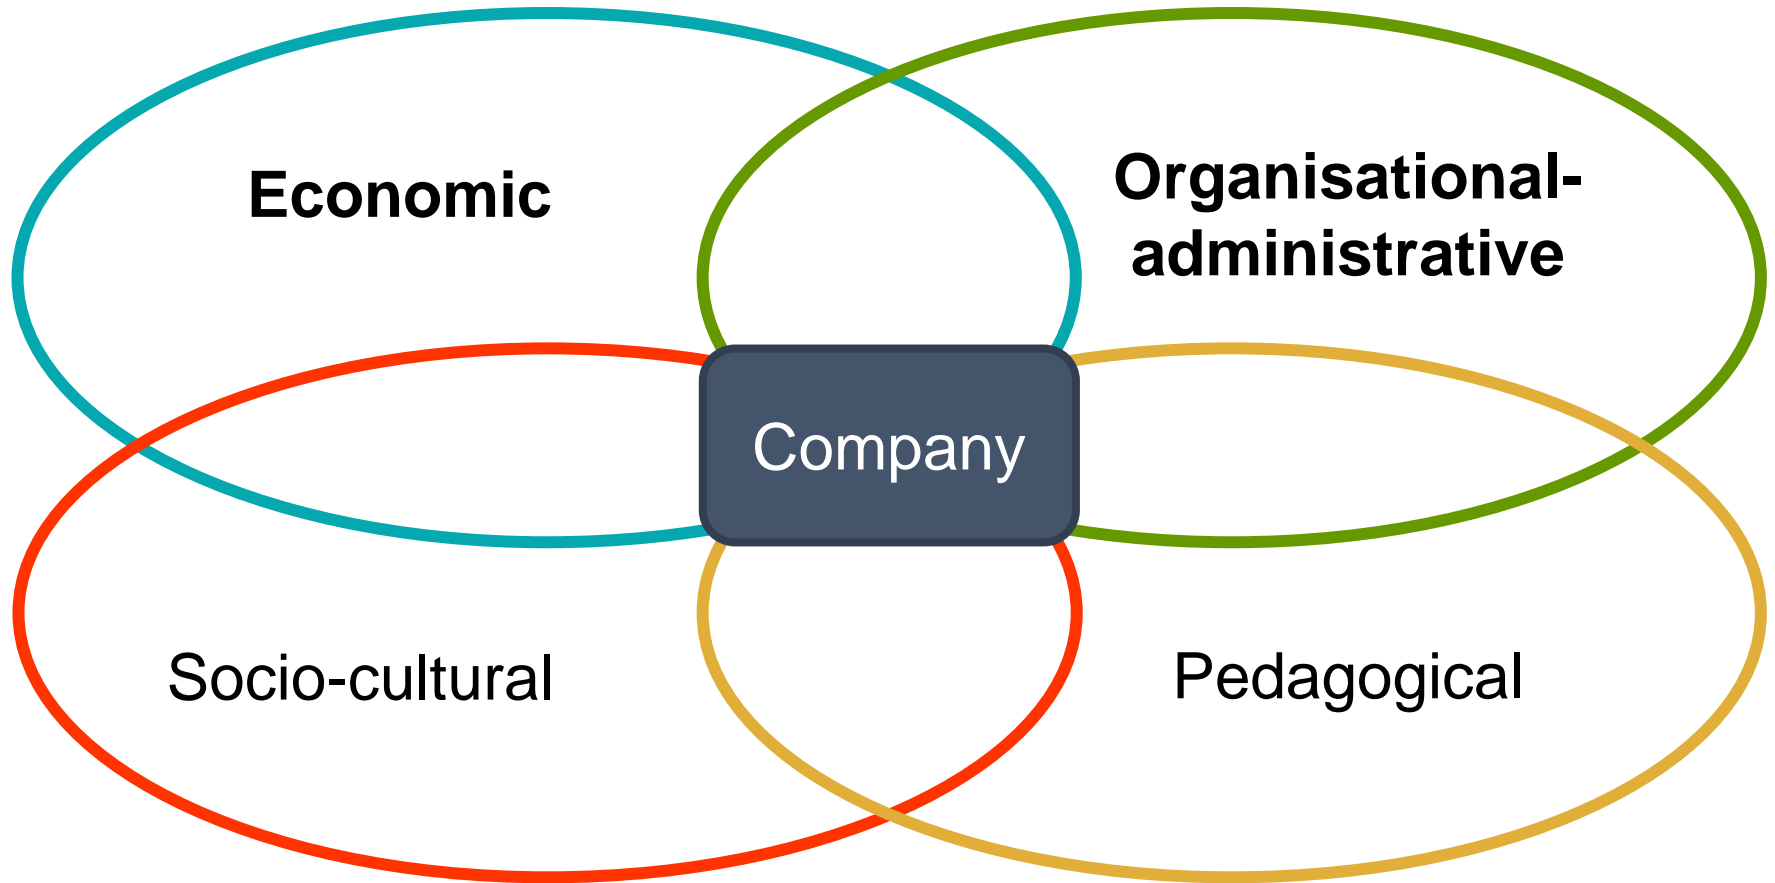 Economic
Organisational-
administrative
Company
Socio-cultural
Pedagogical